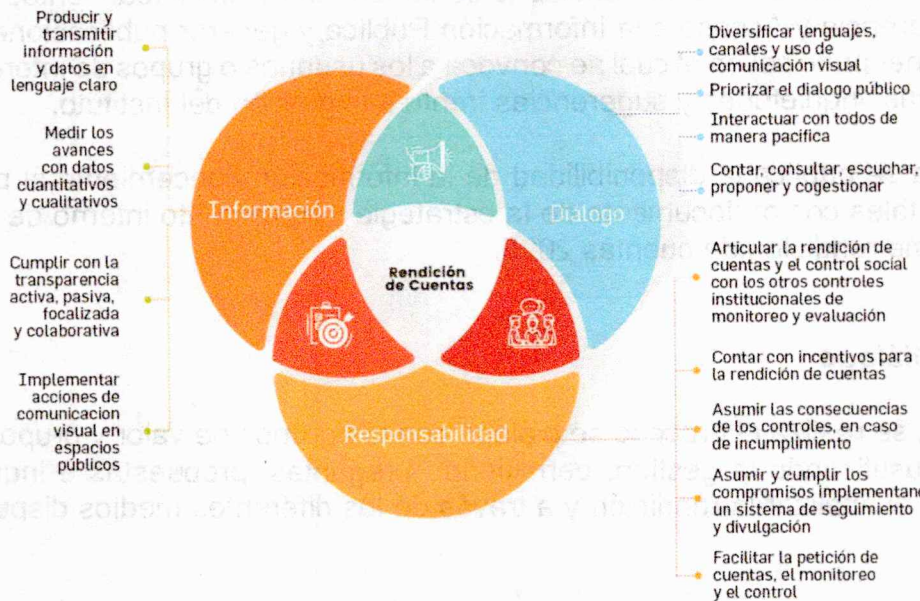 Producir y
transmitir
información
y datos en
lenguaje claro
Medir los
avances
con datos
cuantitativos
y cualitativos
Cumplir con la
transparencia
activa, pasiva,
focalizada
y colaborativa
Implementar
acciones de
comunicacion
visual en
espacios
públicos
Información
Diálogo
Rendición
de Cuentas
Responsabilidad
Diversificar lenguajes,
canales y uso de
comunicación visual
Priorizar el dialogo público
Interactuar con todos de
manera pacifica
Contar, consultar, escuchar,
proponer y cogestionar
Articular la rendición de
cuentas y el control social
con los otros controles
institucionales de
monitoreo y evaluación
Contar con incentivos para
la rendición de cuentas
Asumir las consecuencias
de los controles, en caso
de incumplimiento
Asumir y cumplir los
compromisos implementand
un sistema de seguimiento
y divulgación
Facilitar la petición de
cuentas, el monitoreo
y el control